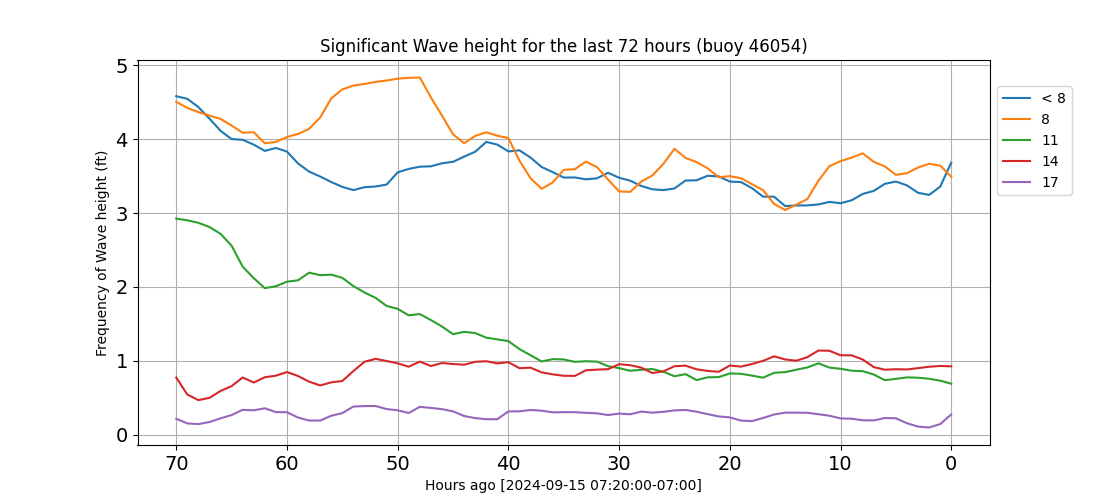 Significant Wave height for the last 72 hours (buoy 46054)
Frequency of Wave height (ft)
5
4
3
2
1
0
70 60 50 40 30 20 10 0
Hours ago [2024-09-15 07:20:00-07:00]
< 8
8
11
14
17